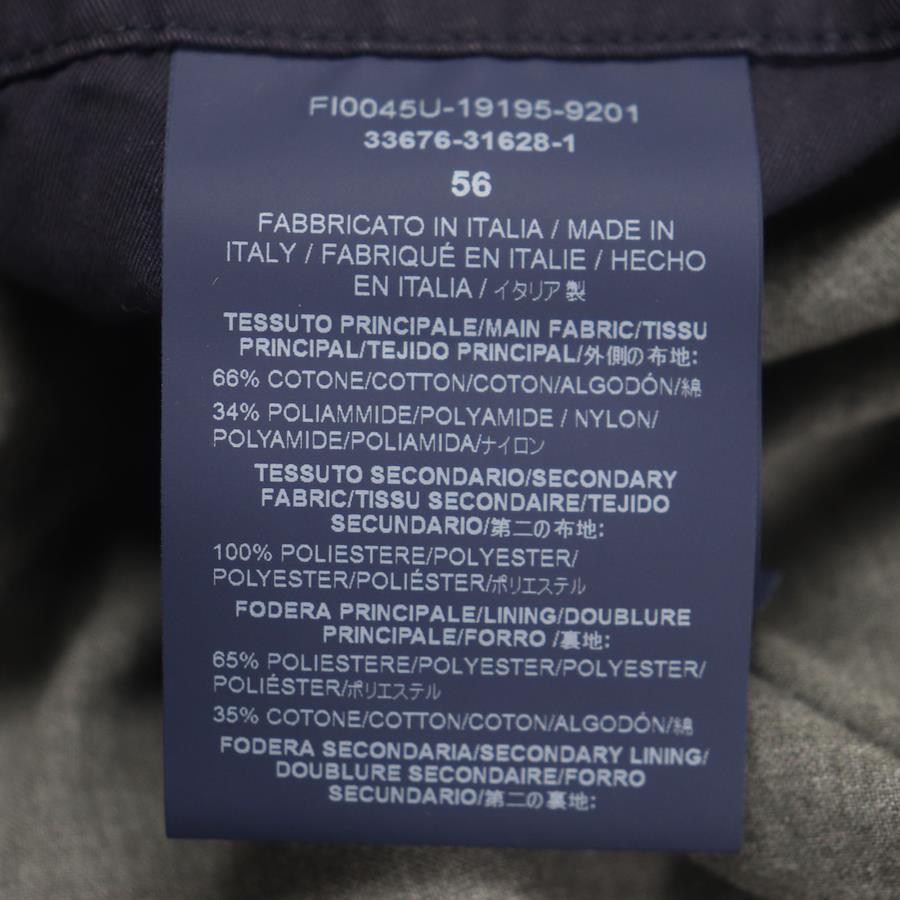 FI0045U-19195-9201
33676-31628-1
56
FABBRICATO IN ITALIA / MADE IN
ITALY / FABRIQUÉ EN ITALIE / HECHO
EN ITALIA / イタリア製
TESSUTO PRINCIPALE/MAIN FABRIC/TISSU
PRINCIPAL/TEJIDO PRINCIPAL/外側の布地:
66% COTONE/COTTON/COTON/ALGODÓN/綿
34% POLIAMMIDE/POLYAMIDE / NYLON/
POLYAMIDE/POLIAMIDA/ナイロン
TESSUTO SECONDARIO/SECONDARY
FABRIC/TISSU SECONDAIRE/TEJIDO
SECUNDARIO/第二の布地:
100% POLIESTERE/POLYESTER/
POLYESTER/POLIÉSTER/ポリエステル
FODERA PRINCIPALE/LINING/DOUBLURE
PRINCIPALE/FORRO /裏地:
65% POLIESTERE/POLYESTER/POLYESTER/
POLIÉSTER/ポリエステル
35% COTONE/COTTON/COTON/ALGODÓN/綿
FODERA SECONDARIA/SECONDARY LINING/
DOUBLURE SECONDAIRE/FORRO
SECUNDARIO/第二の裏地: